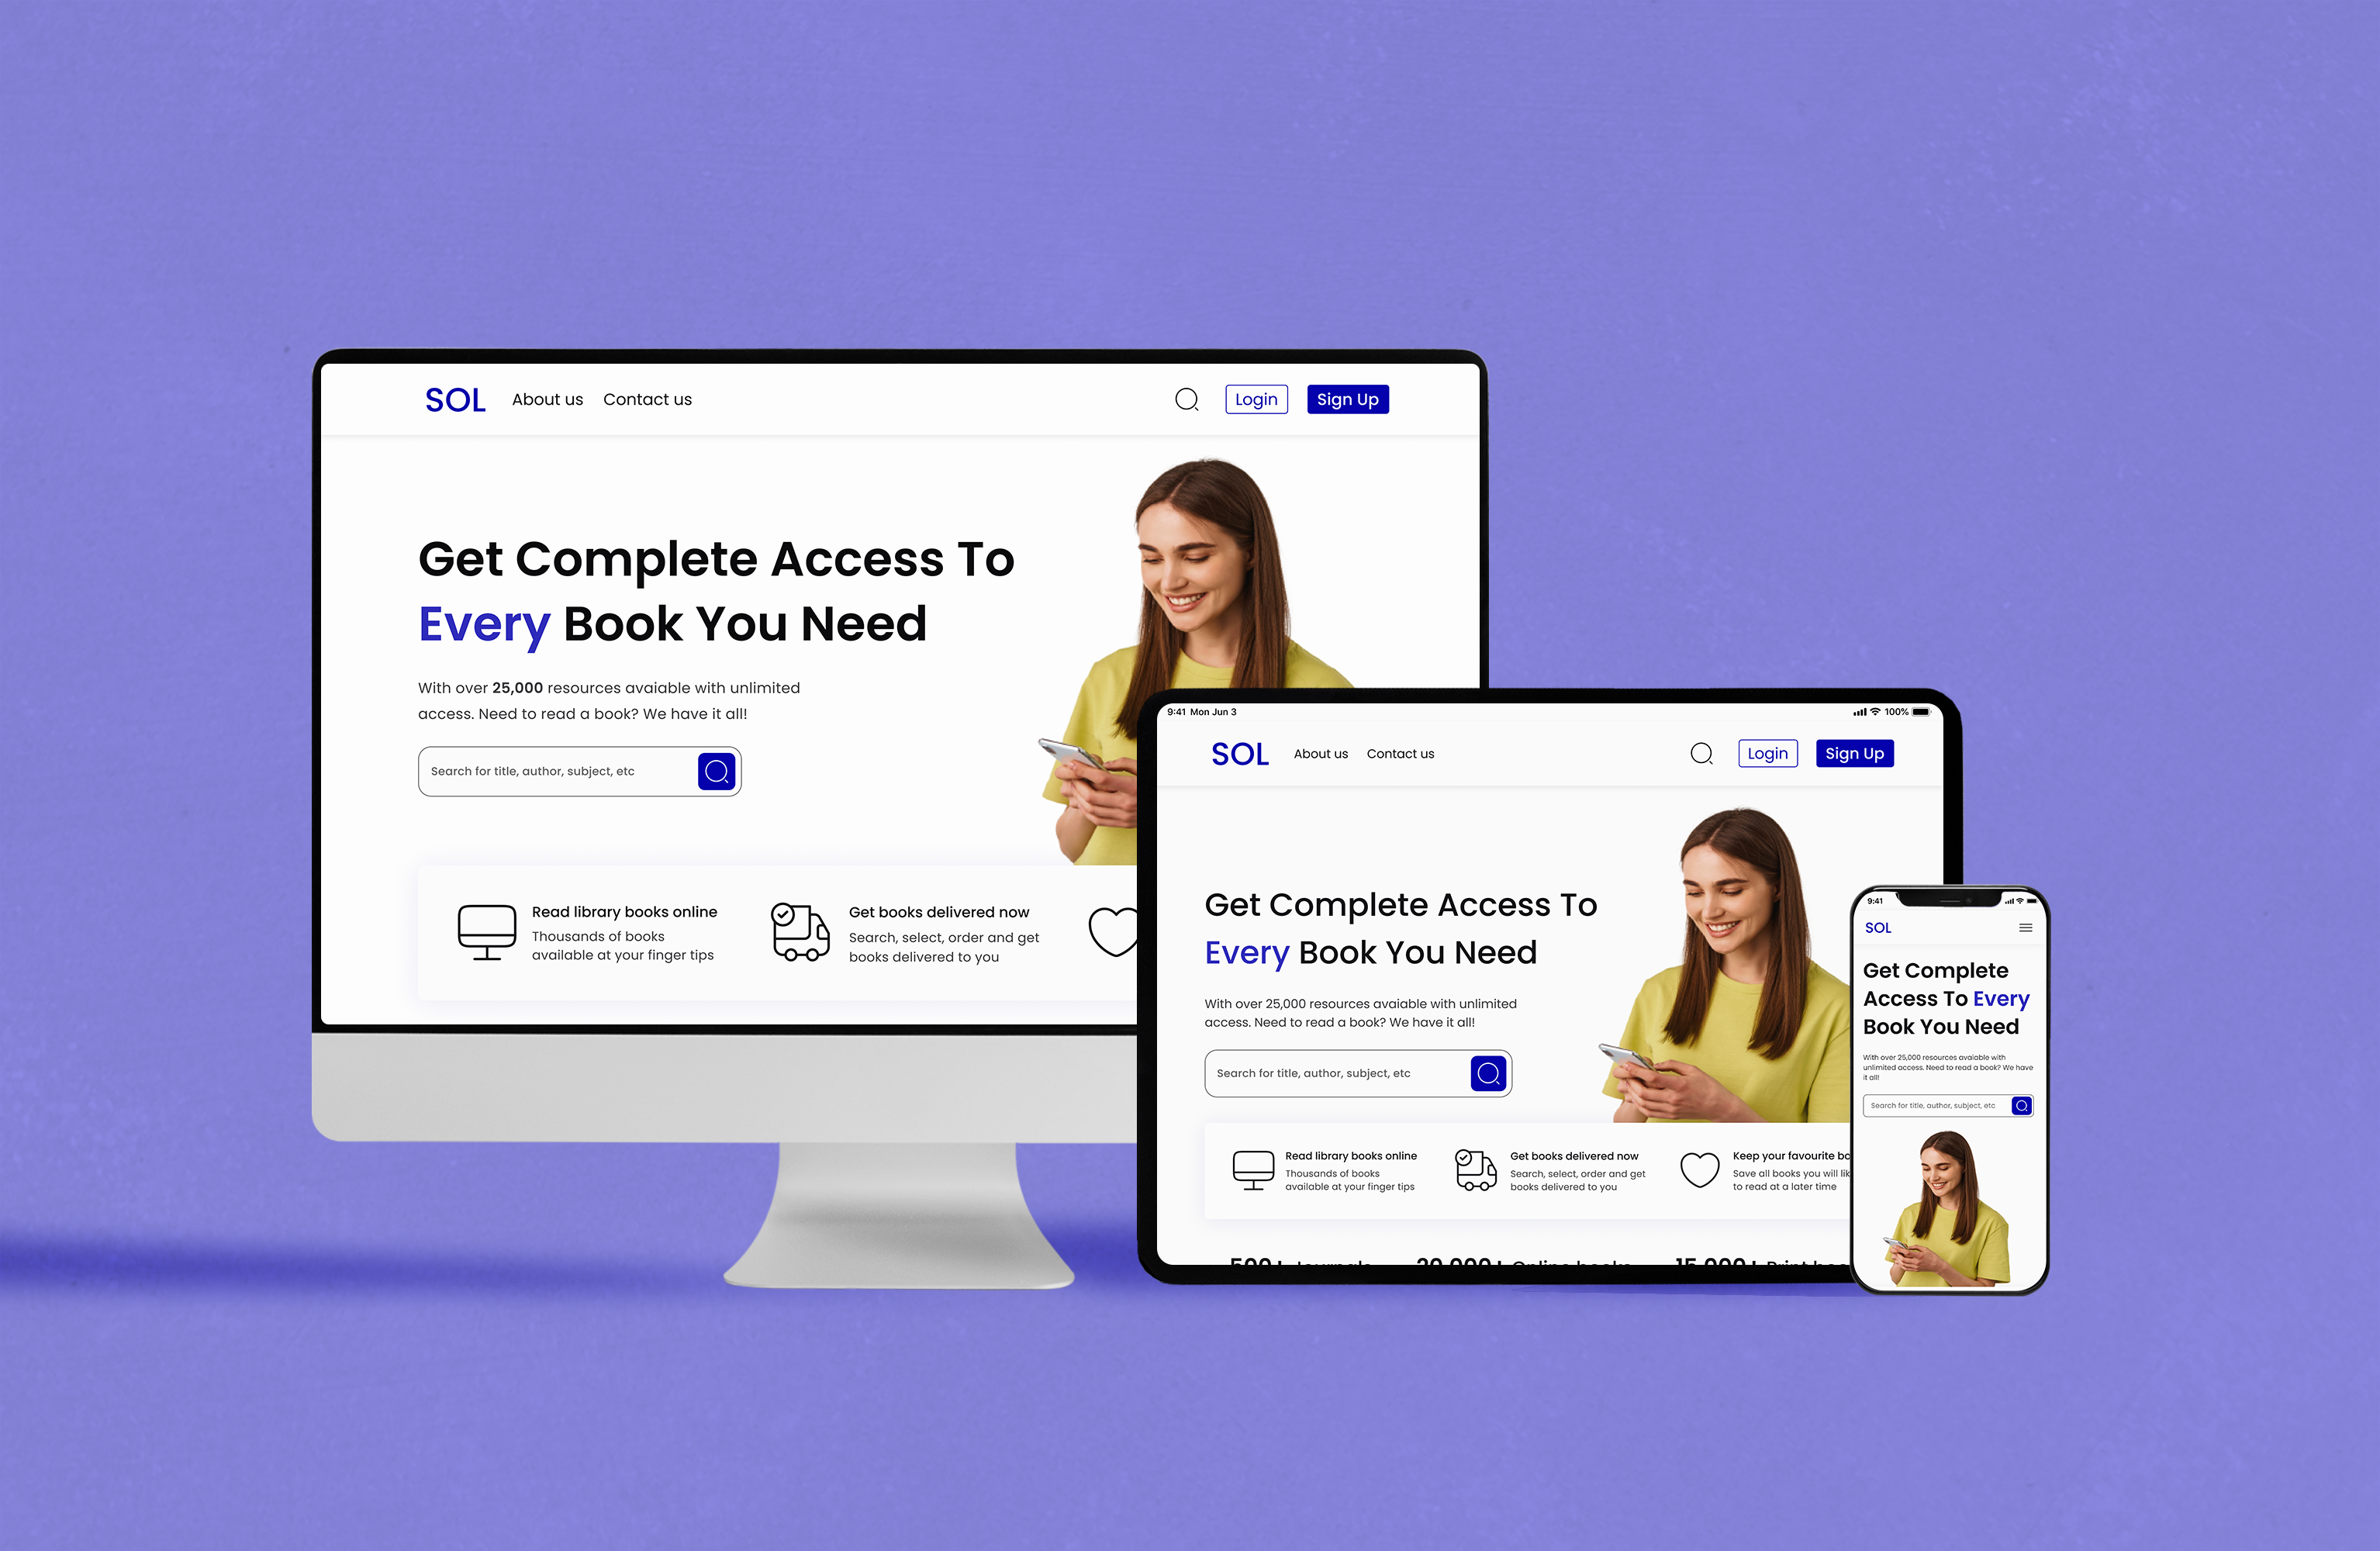 SOL About us Contact us Login Sign Up
Get Complete Access To
Every Book You Need
With over 25,000 resources avaiable with unlimited
access. Need to read a book? We have it all!
Search for title, author, subject, etc
Read library books online
Thousands of books
available at your finger tips
Get books delivered now
Search, select, order and get
books delivered to you
9:41 Mon Jun 3 100%
SOL About us Contact us Login Sign Up
Get Complete Access To
Every Book You Need
With over 25,000 resources avaiable with unlimited
access. Need to read a book? We have it all!
Search for title, author, subject, etc
Read library books online
Thousands of books
available at your finger tips
Get books delivered now
Search, select, order and get
books delivered to you
Keep your favourite
Save all books you will
to read at a later time
500+ Journals 20,000+ Online books 15,000+ Print
9:41
SOL
Get Complete
Access To Every
Book You Need
With over 25,000 resources avaiable with
unlimited access. Need to read a book? We have
it all!
Search for title, author, subject, etc